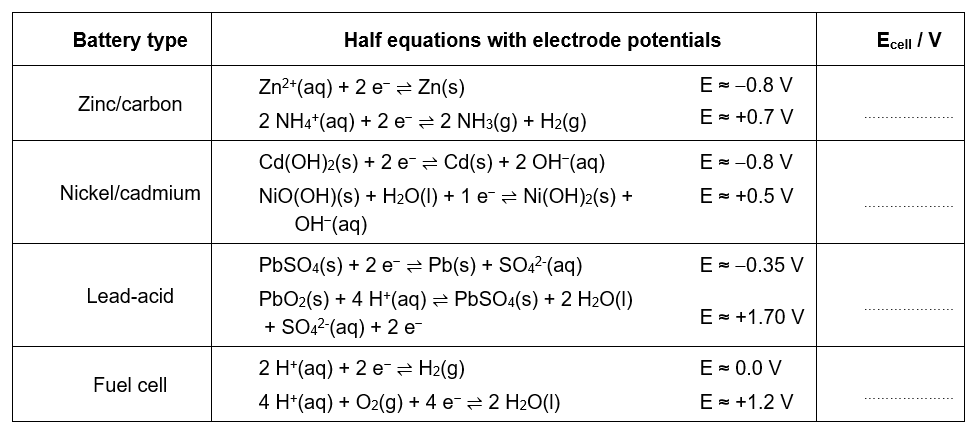 Battery type Half equations with electrode potentials Ecell / V
Zn²⁺(aq) + 2 e⁻ ⇌ Zn(s) E ≈ −0.8 V
Zinc/carbon
2 NH₄⁺(aq) + 2 e⁻ ⇌ 2 NH₃(g) + H₂(g) E ≈ +0.7 V ....................
Cd(OH)₂(s) + 2 e⁻ ⇌ Cd(s) + 2 OH⁻(aq) E ≈ −0.8 V
Nickel/cadmium NiO(OH)(s) + H₂O(l) + 1 e⁻ ⇌ Ni(OH)₂(s) + E ≈ +0.5 V ....................
OH⁻(aq)
PbSO₄(s) + 2 e⁻ ⇌ Pb(s) + SO₄²⁻(aq) E ≈ −0.35 V
Lead-acid PbO₂(s) + 4 H⁺(aq) ⇌ PbSO₄(s) + 2 H₂O(l) ....................
+ SO₄²⁻(aq) + 2 e⁻ E ≈ +1.70 V
2 H⁺(aq) + 2 e⁻ ⇌ H₂(g) E ≈ 0.0 V
Fuel cell
4 H⁺(aq) + O₂(g) + 4 e⁻ ⇌ 2 H₂O(l) E ≈ +1.2 V ....................